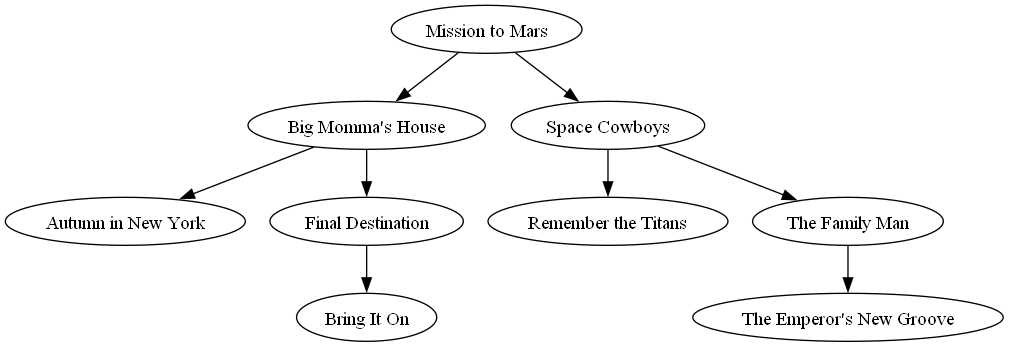 Mission to Mars
Big Momma's House
Space Cowboys
Autumn in New York
Final Destination
Remember the Titans
The Family Man
Bring It On
The Emperor's New Groove